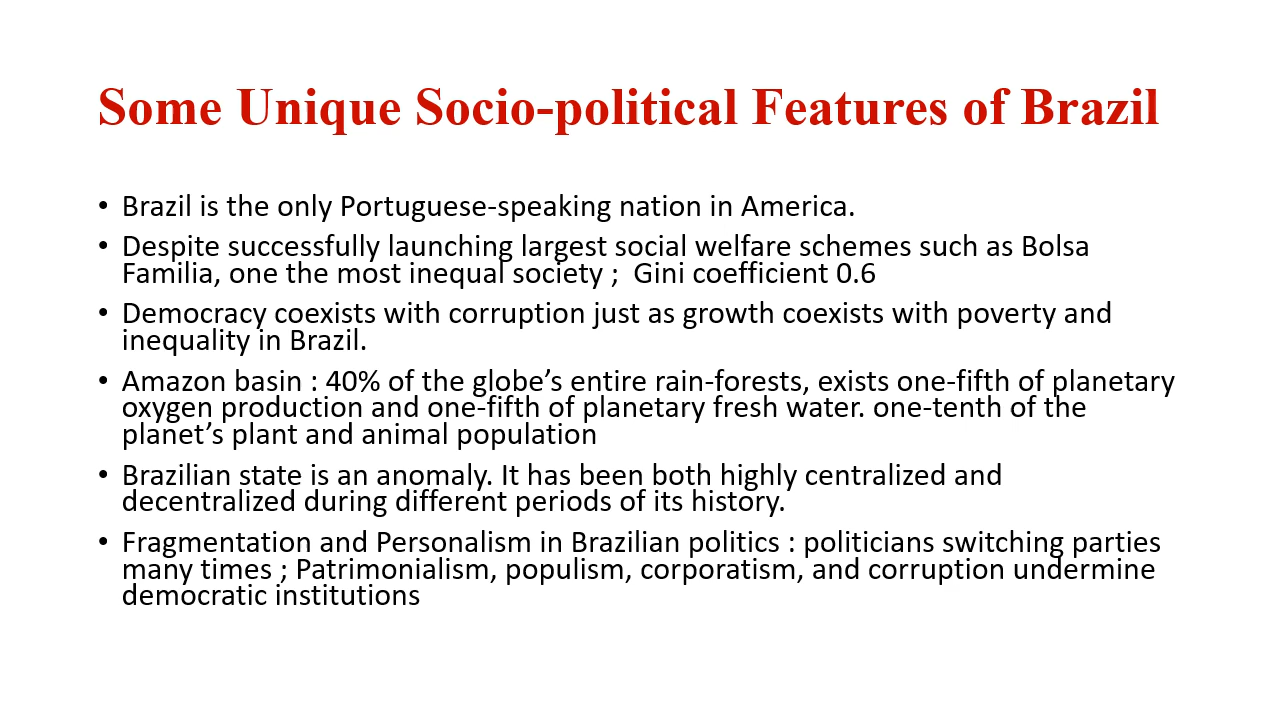 Some Unique Socio-political Features of Brazil
• Brazil is the only Portuguese-speaking nation in America.
• Despite successfully launching largest social welfare schemes such as Bolsa
Familia, one the most inequal society ;  Gini coefficient 0.6
• Democracy coexists with corruption just as growth coexists with poverty and
inequality in Brazil.
• Amazon basin : 40% of the globe’s entire rain-forests, exists one-fifth of planetary
oxygen production and one-fifth of planetary fresh water. one-tenth of the
planet’s plant and animal population
• Brazilian state is an anomaly. It has been both highly centralized and
decentralized during different periods of its history.
• Fragmentation and Personalism in Brazilian politics : politicians switching parties
many times ; Patrimonialism, populism, corporatism, and corruption undermine
democratic institutions